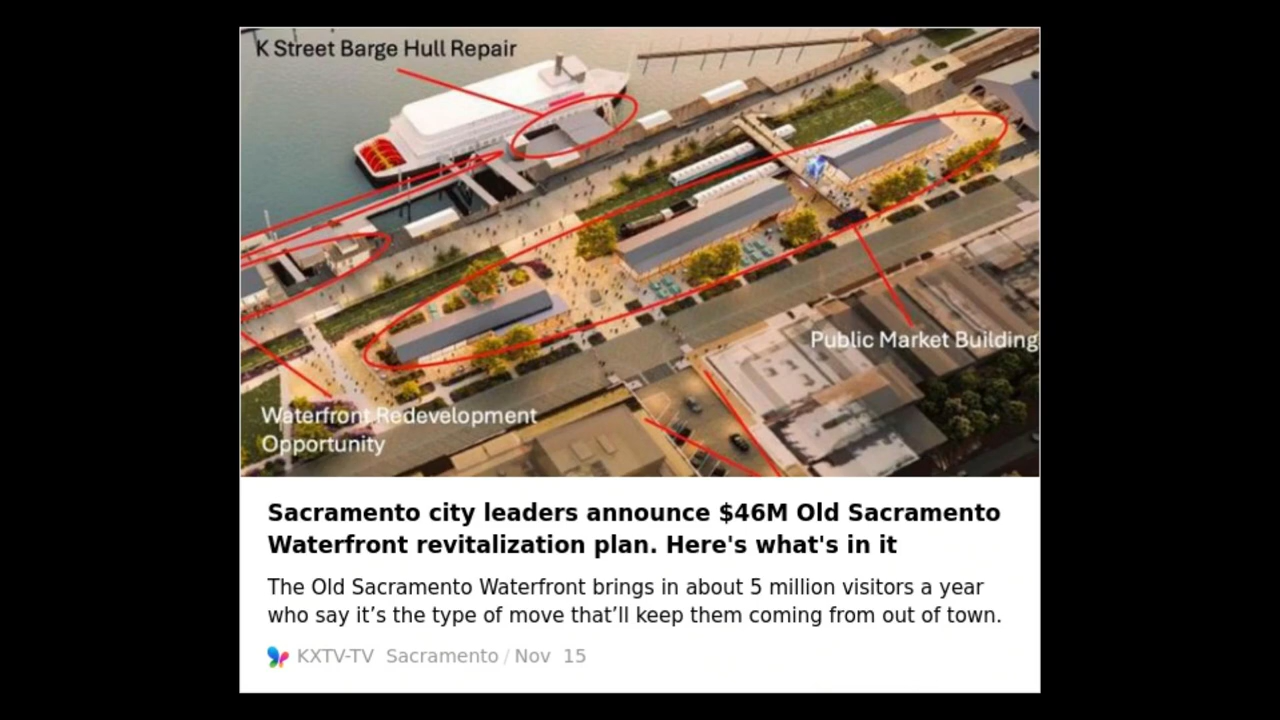 K Street Barge Hull Repair
Public Market Building
Waterfront Redevelopment
Opportunity
Sacramento city leaders announce $46M Old Sacramento
Waterfront revitalization plan. Here's what's in it
The Old Sacramento Waterfront brings in about 5 million visitors a year
who say it’s the type of move that’ll keep them coming from out of town.
KXTV-TV Sacramento / Nov 15